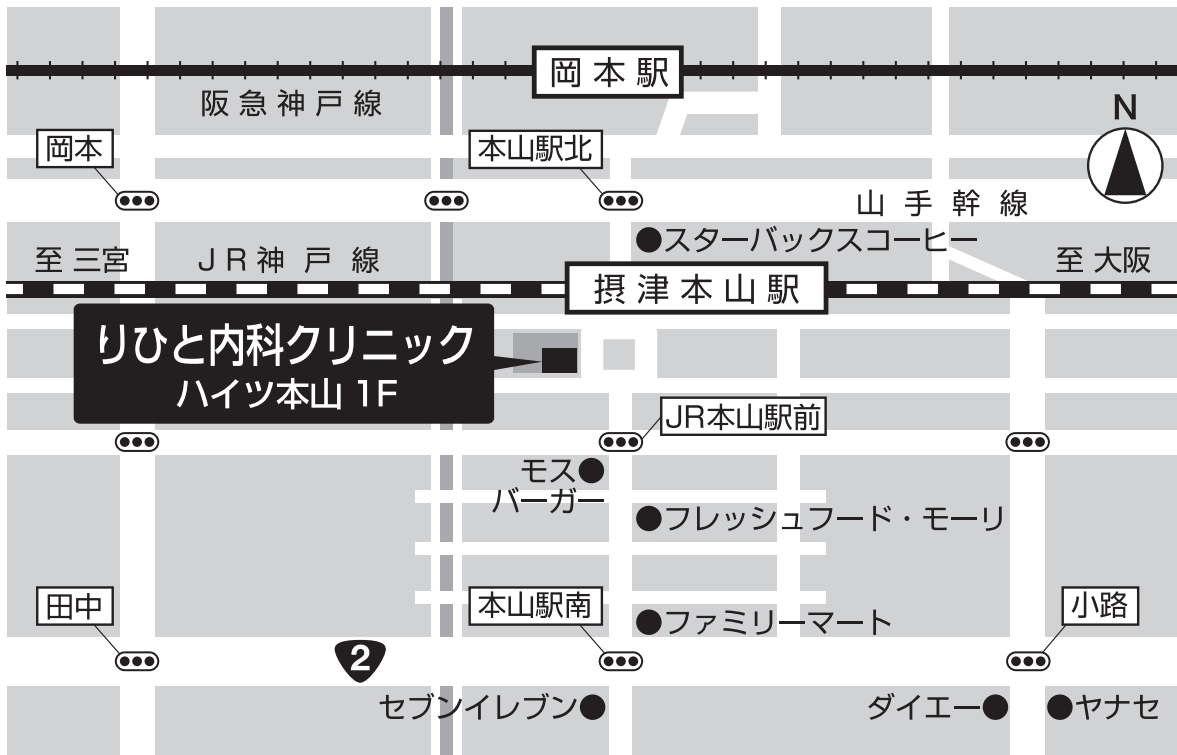 岡本駅
阪急神戸線
N
岡本
本山駅北
山手幹線
スターバックスコーヒー
至 三宮
JR神戸線
至 大阪
摂津本山駅
りひと内科クリニック
ハイツ本山 1F
JR本山駅前
モス
バーガー
フレッシュフード・モーリ
田中
本山駅南
小路
ファミリーマート
2
セブンイレブン
ダイエー
ヤナセ